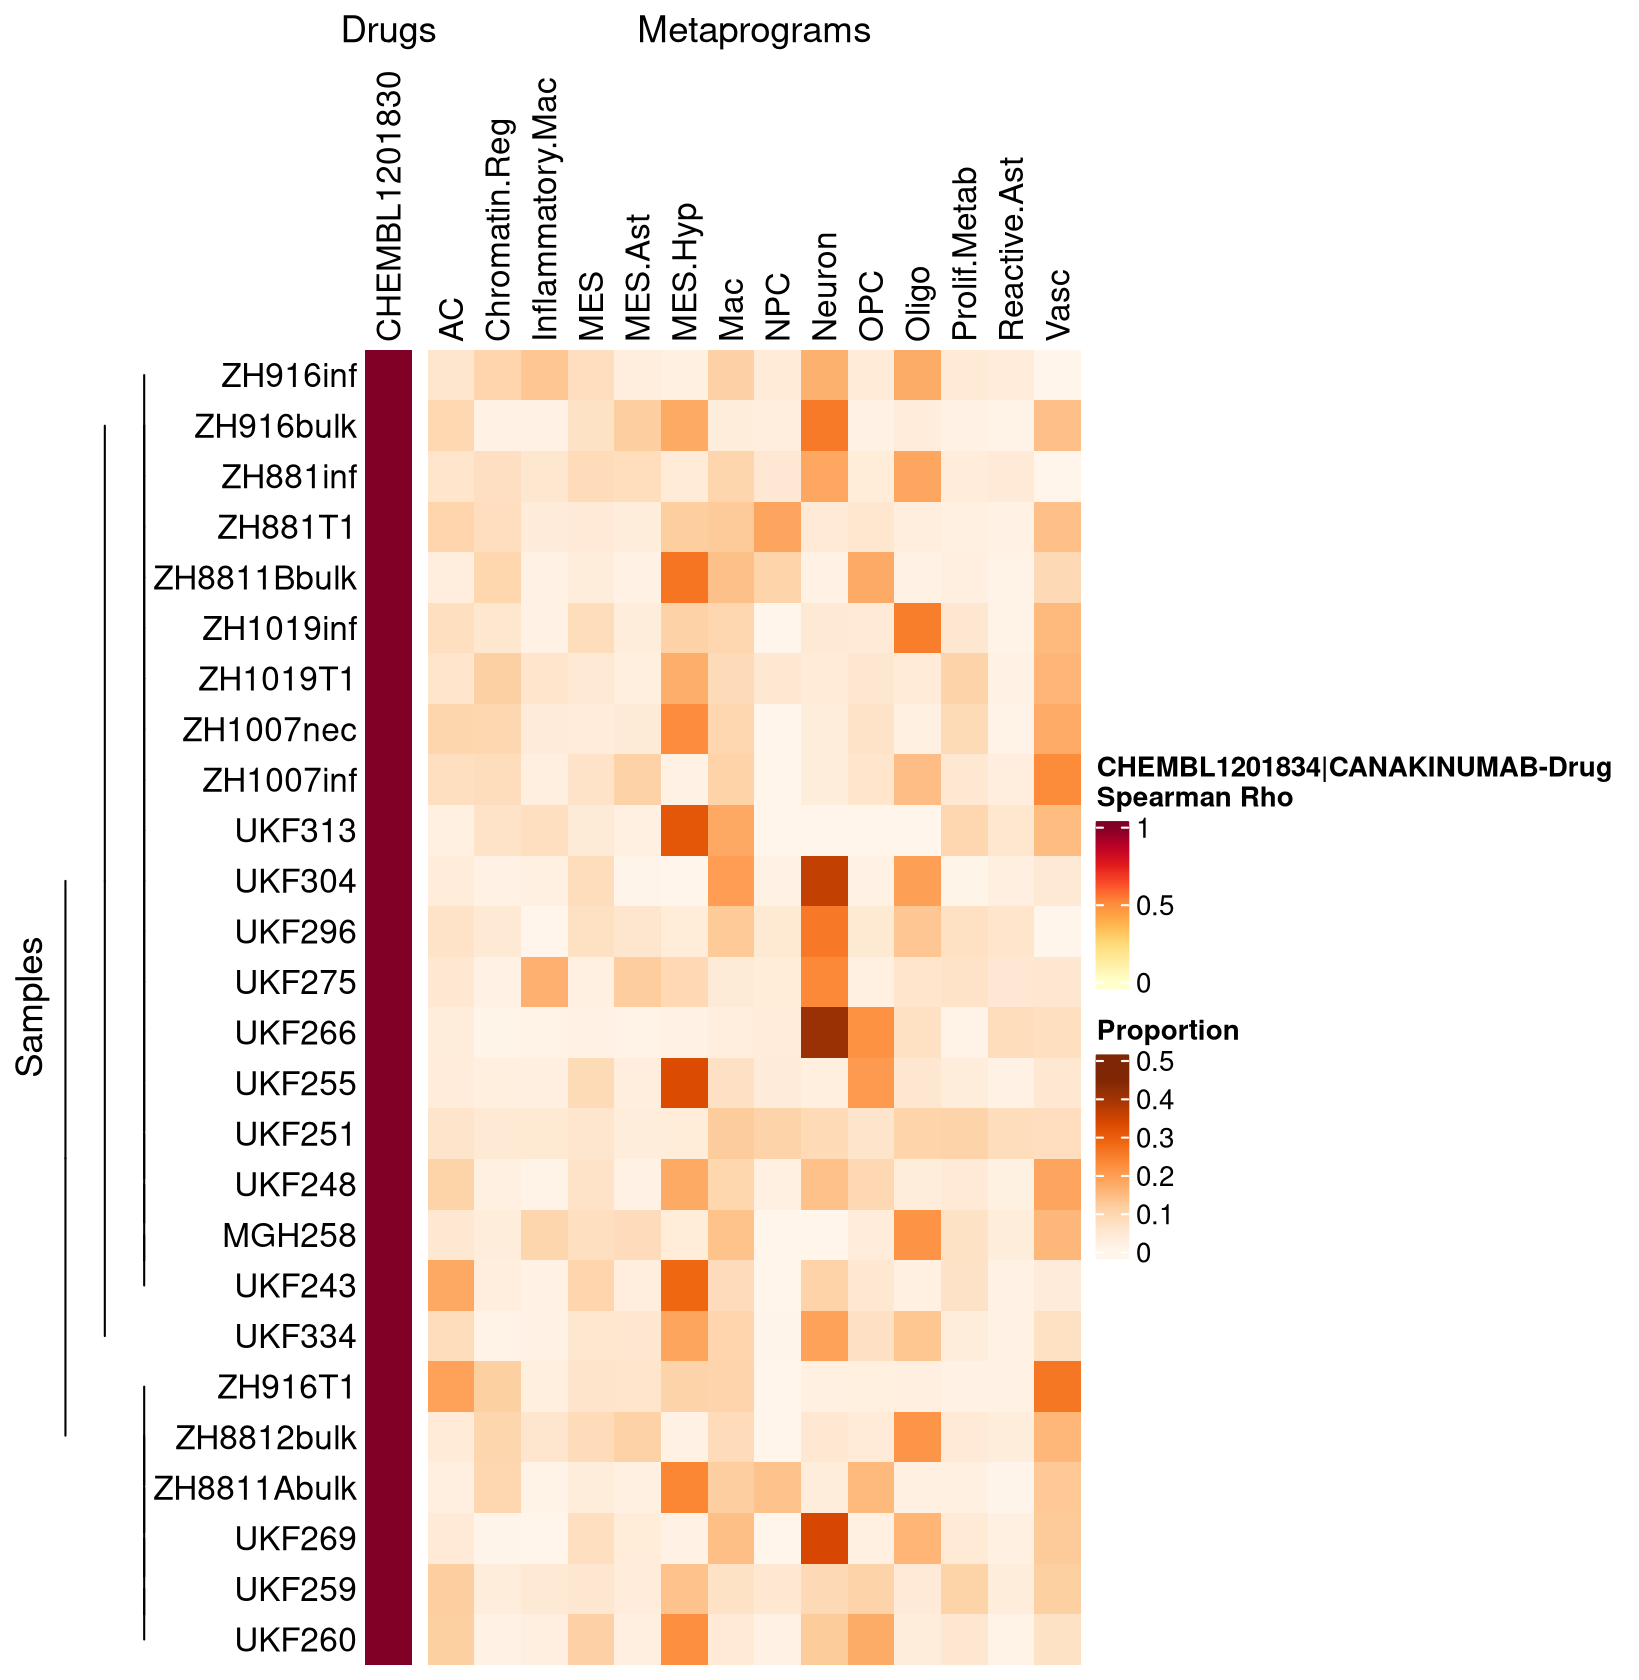 Drugs
Metaprograms
CHEMBL1201830
AC
Chromatin.Reg
Inflammatory.Mac
MES
MES.Ast
MES.Hyp
Mac
NPC
Neuron
OPC
Oligo
Prolif.Metab
Reactive.Ast
Vasc
Samples
ZH916inf
ZH916bulk
ZH881inf
ZH881T1
ZH8811Bbulk
ZH1019inf
ZH1019T1
ZH1007nec
ZH1007inf
UKF313
UKF304
UKF296
UKF275
UKF266
UKF255
UKF251
UKF248
MGH258
UKF243
UKF334
ZH916T1
ZH8812bulk
ZH8811Abulk
UKF269
UKF259
UKF260
CHEMBL1201834|CANAKINUMAB-Drug
Spearman Rho
1
0.5
0
Proportion
0.5
0.4
0.3
0.2
0.1
0